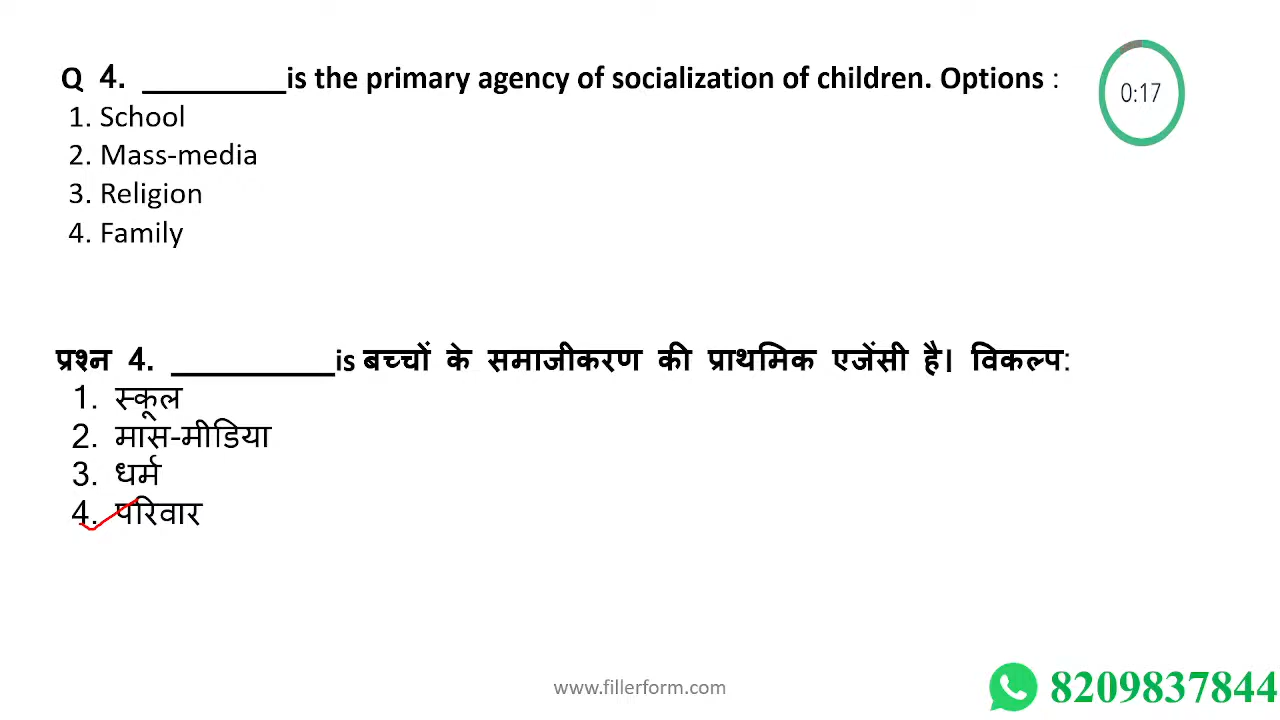 Q 4. _________is the primary agency of socialization of children. Options :
0:17
1. School
2. Mass-media
3. Religion
4. Family
प्रश्न 4. __________is बच्चों के समाजीकरण की प्राथमिक एजेंसी है। विकल्प:
1. स्कूल
2. मास-मीडिया
3. धर्म
4. परिवार
www.fillerform.com
8209837844